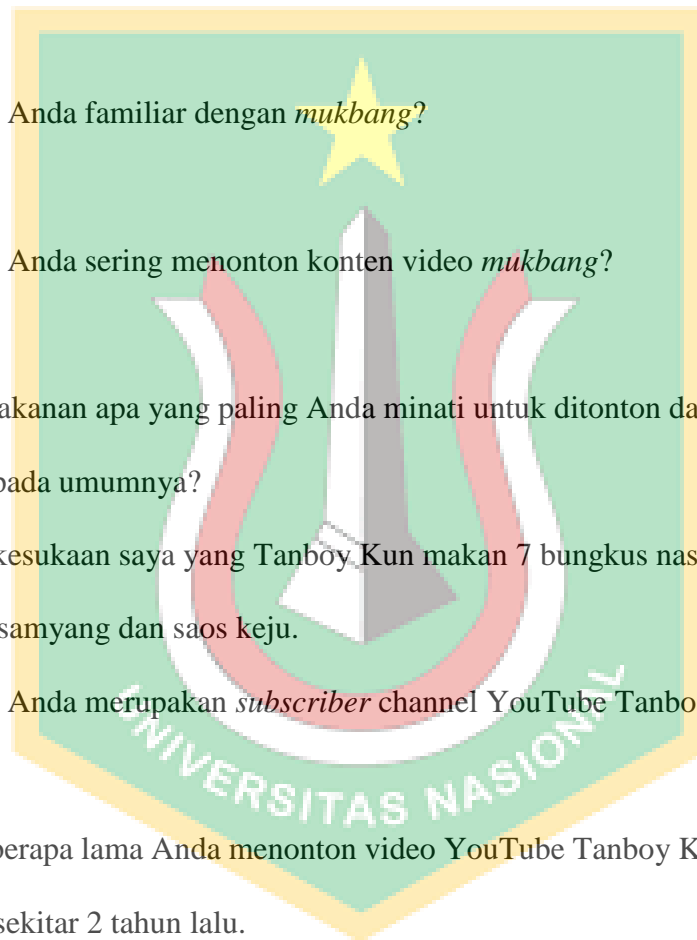 Anda familiar dengan mukbang?
Anda sering menonton konten video mukbang?
akanan apa yang paling Anda minati untuk ditonton da
pada umumnya?
kesukaan saya yang Tanboy Kun makan 7 bungkus nas
samyang dan saos keju.
Anda merupakan subscriber channel YouTube Tanbo
UNIVERSITAS NASIONAL
berapa lama Anda menonton video YouTube Tanboy K
sekitar 2 tahun lalu.